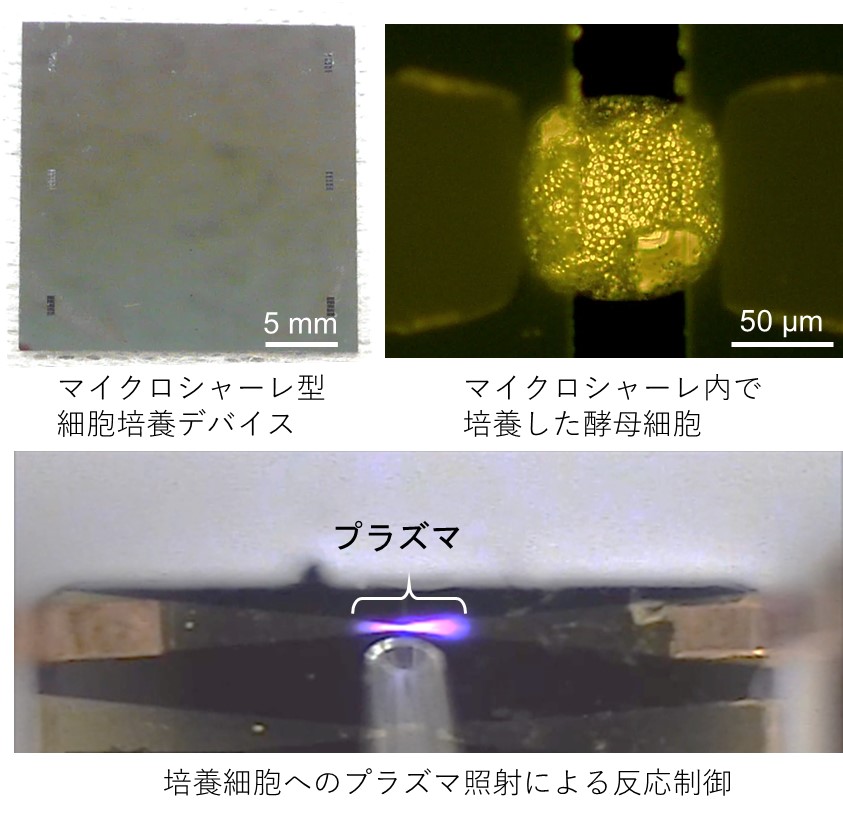 5 mm
50 μm
マイクロシャーレ型
細胞培養デバイス
マイクロシャーレ内で
培養した酵母細胞
プラズマ
培養細胞へのプラズマ照射による反応制御